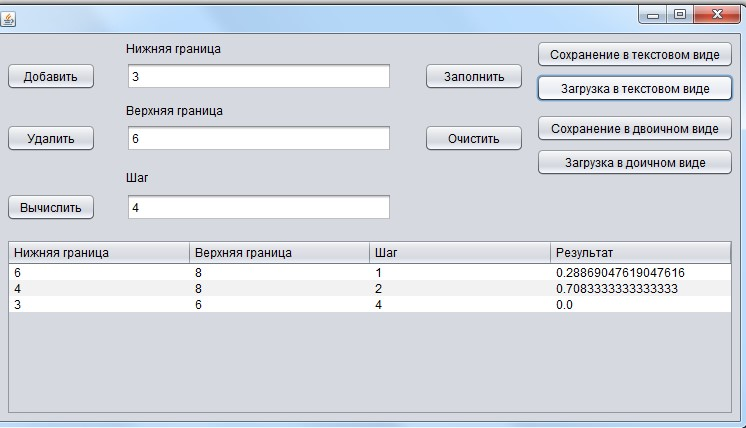 Нижняя граница
Сохранение в текстовом виде
Добавить
3
Заполнить
Загрузка в текстовом виде
Верхняя граница
Сохранение в двоичном виде
Удалить
6
Очистить
Загрузка в доичном виде
Шаг
Вычислить
4
Нижняя граница Верхняя граница Шаг Результат
6 8 1 0.28869047619047616
4 8 2 0.7083333333333333
3 6 4 0.0